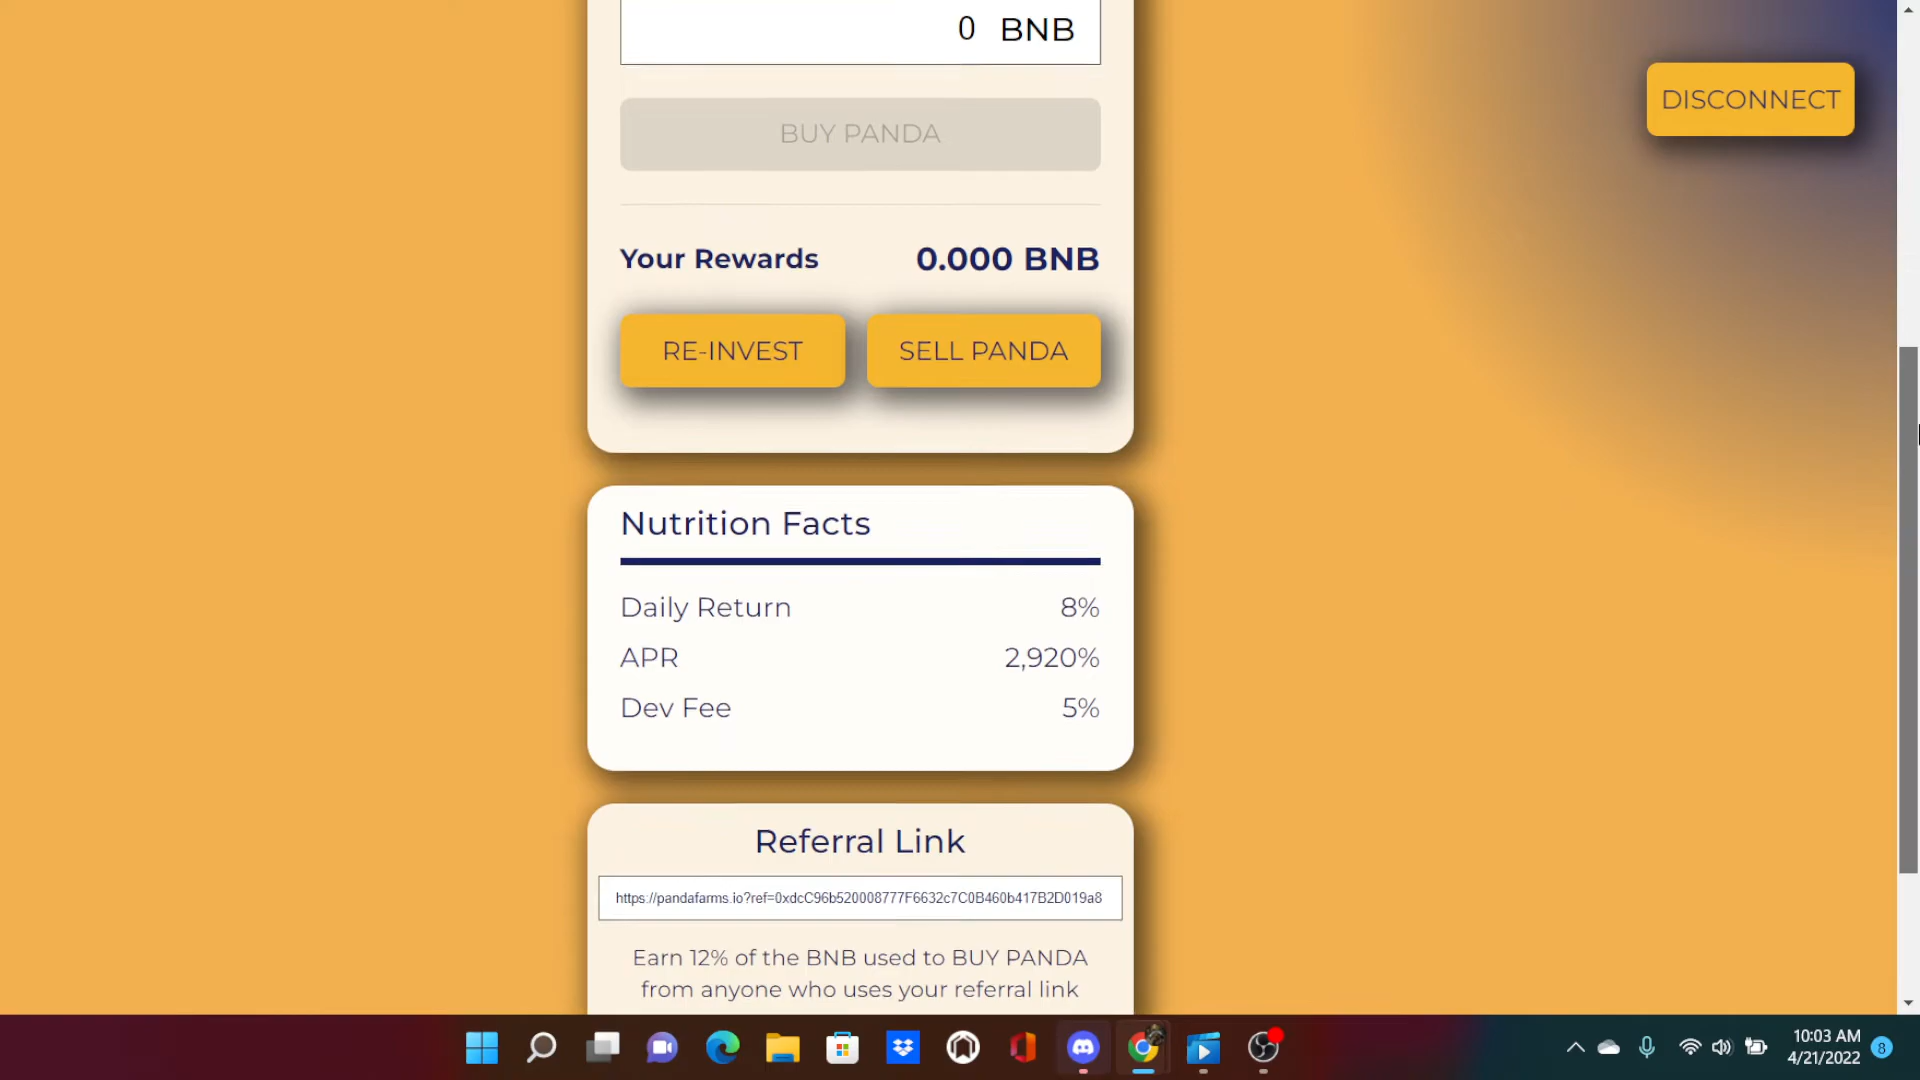 0 BNB
DISCONNECT
BUY PANDA
Your Rewards 0.000 BNB
RE-INVEST SELL PANDA
Nutrition Facts
Daily Return 8%
APR 2,920%
Dev Fee 5%
Referral Link
https://pandafarms.io?ref=0xdcC96b520008777F6632c7C0B460b417B2D019a8
Earn 12% of the BNB used to BUY PANDA
from anyone who uses your referral link
10:03 AM
4/21/2022
8